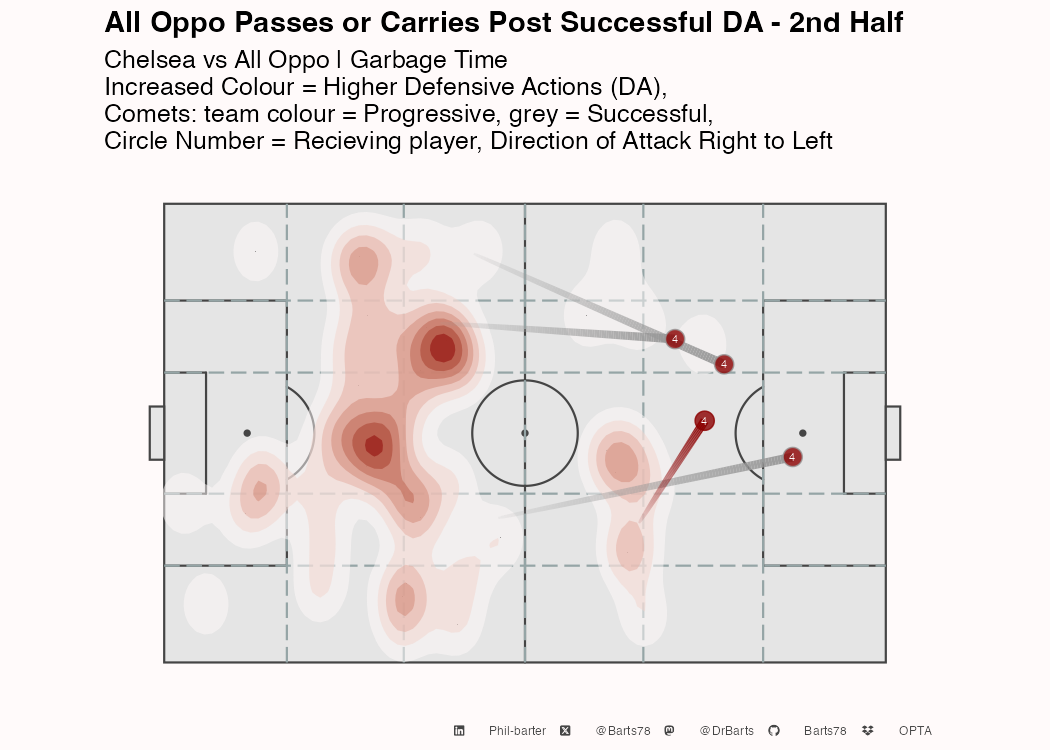 All Oppo Passes or Carries Post Successful DA - 2nd Half
Chelsea vs All Oppo | Garbage Time
Increased Colour = Higher Defensive Actions (DA),
Comets: team colour = Progressive, grey = Successful,
Circle Number = Recieving player, Direction of Attack Right to Left
4
4
4
4
Phil-barter @Barts78 @DrBarts Barts78 OPTA